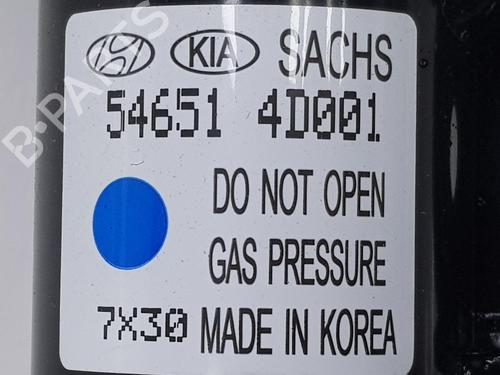 KIA SACHS
54651 4D001
DO NOT OPEN
GAS PRESSURE
7X30 MADE IN KOREA
B-PARTS